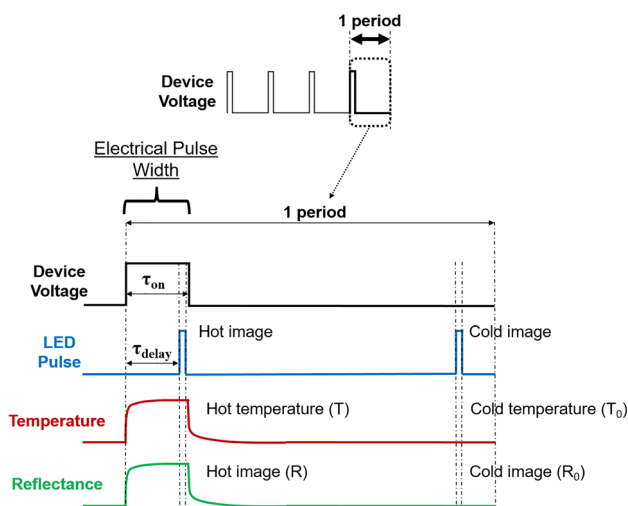 1 period
Device
Voltage
Electrical Pulse
Width
1 period
Device
Voltage
τon
LED
Pulse
τdelay
Hot image
Cold image
Temperature
Hot temperature (T)
Cold temperature (T₀)
Reflectance
Hot image (R)
Cold image (R₀)